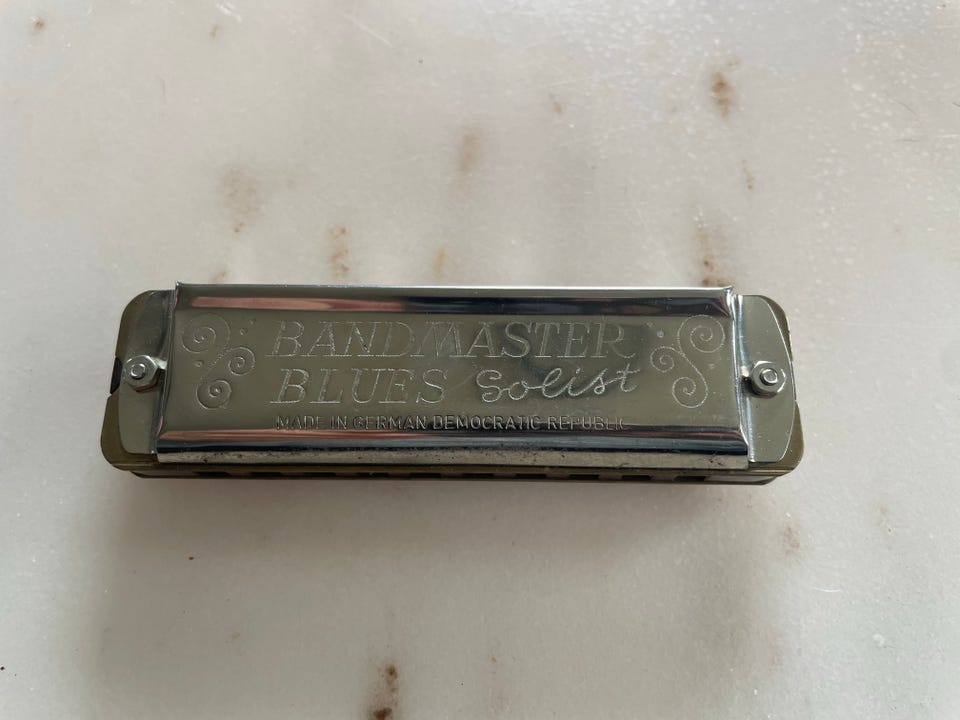 BANDMASTER
BLUES Solist
MADE IN GERMAN DEMOCRATIC REPUBLIC